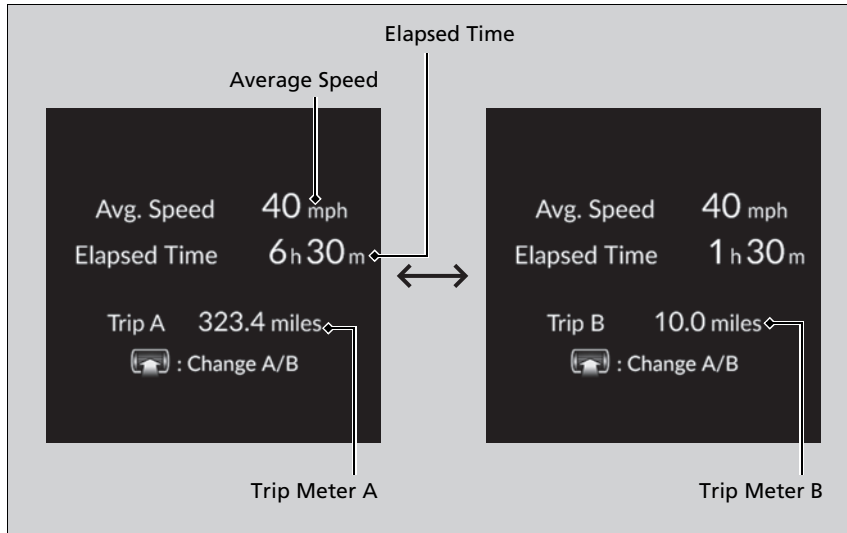 Elapsed Time
Average Speed
Avg. Speed 40 mph
Elapsed Time 6 h 30 m
Trip A 323.4 miles
: Change A/B
Avg. Speed 40 mph
Elapsed Time 1 h 30 m
Trip B 10.0 miles
: Change A/B
Trip Meter A
Trip Meter B